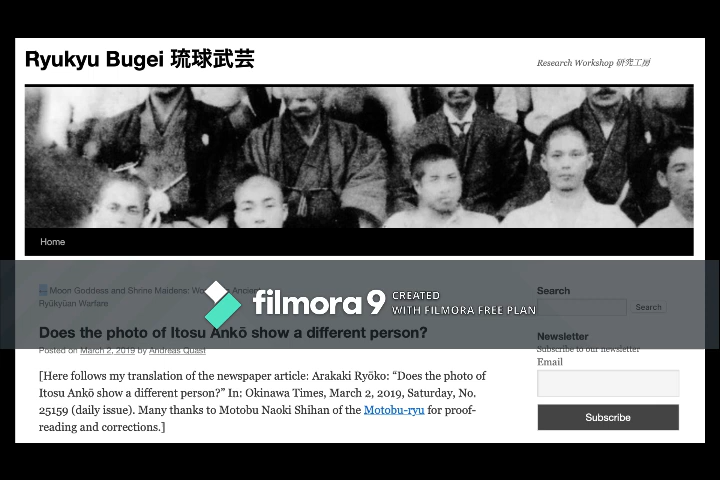 Ryukyu Bugei 琉球武芸
Research Workshop 研究工房
Home
← Moon Goddess and Shrine Maidens: Women in Ancient
Ryūkyūan Warfare
filmora9
CREATED
WITH FILMORA FREE PLAN
Does the photo of Itosu Ankō show a different person?
Posted on March 2, 2019 by Andreas Quast
[Here follows my translation of the newspaper article: Arakaki Ryōko: “Does the photo of
Itosu Ankō show a different person?” In: Okinawa Times, March 2, 2019, Saturday, No.
25159 (daily issue). Many thanks to Motobu Naoki Shihan of the Motobu-ryu for proof-
reading and corrections.]
Search
Search
Newsletter
Subscribe to our newsletter
Email
Subscribe